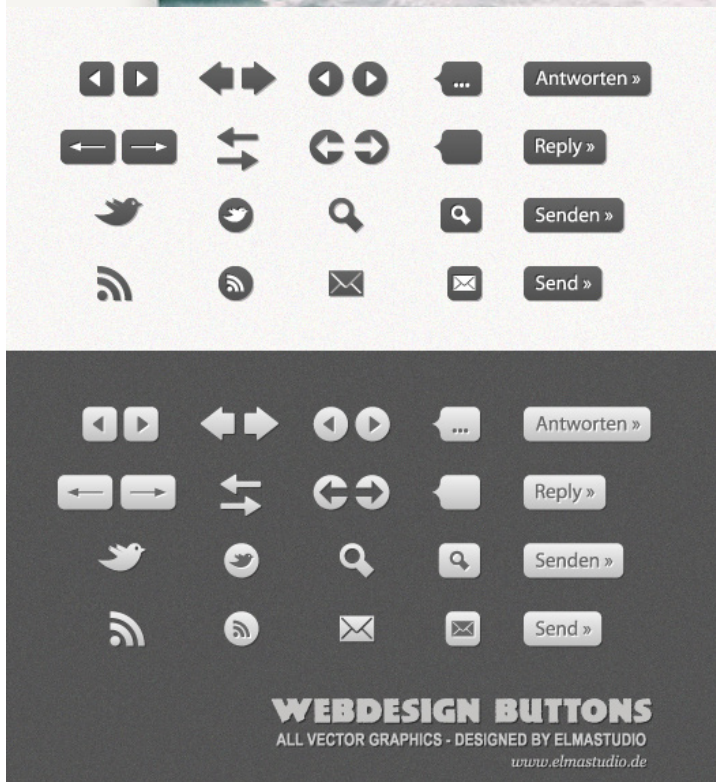 ...
Antworten »
Reply »
Senden »
Send »
...
Antworten »
Reply »
Senden »
Send »
WEBDESIGN BUTTONS
ALL VECTOR GRAPHICS - DESIGNED BY ELMASTUDIO
www.elmastudio.de